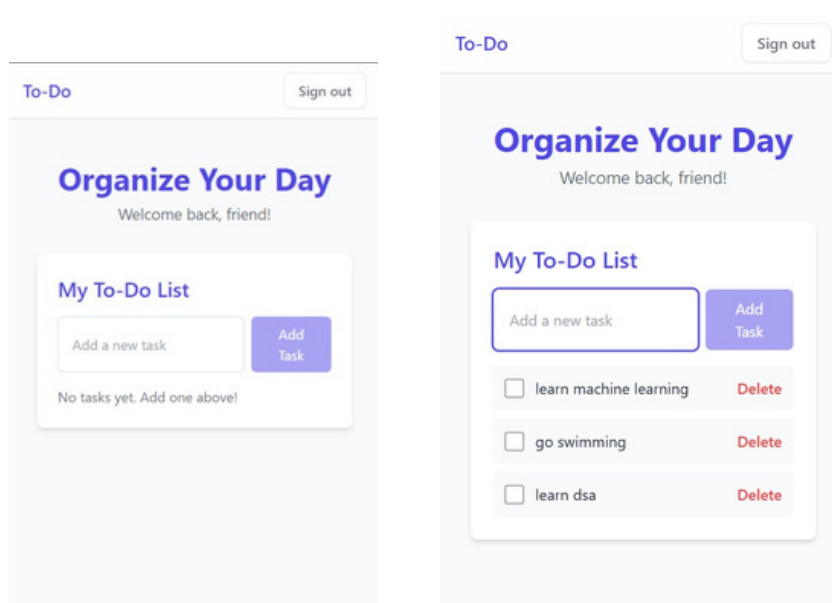 To-Do
Sign out
Organize Your Day
Welcome back, friend!
My To-Do List
Add a new task
Add
Task
No tasks yet. Add one above!
To-Do
Sign out
Organize Your Day
Welcome back, friend!
My To-Do List
Add a new task
Add
Task
learn machine learning
Delete
go swimming
Delete
learn dsa
Delete